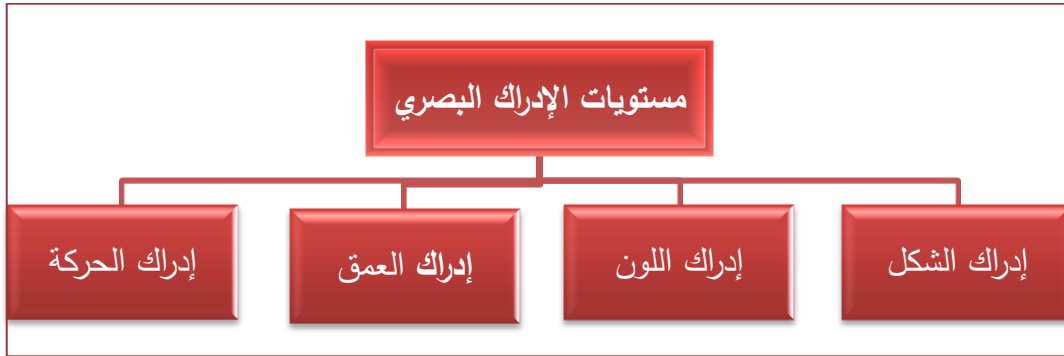 مستويات الإدراك البصري
إدراك الشكل
إدراك اللون
إدراك العمق
إدراك الحركة